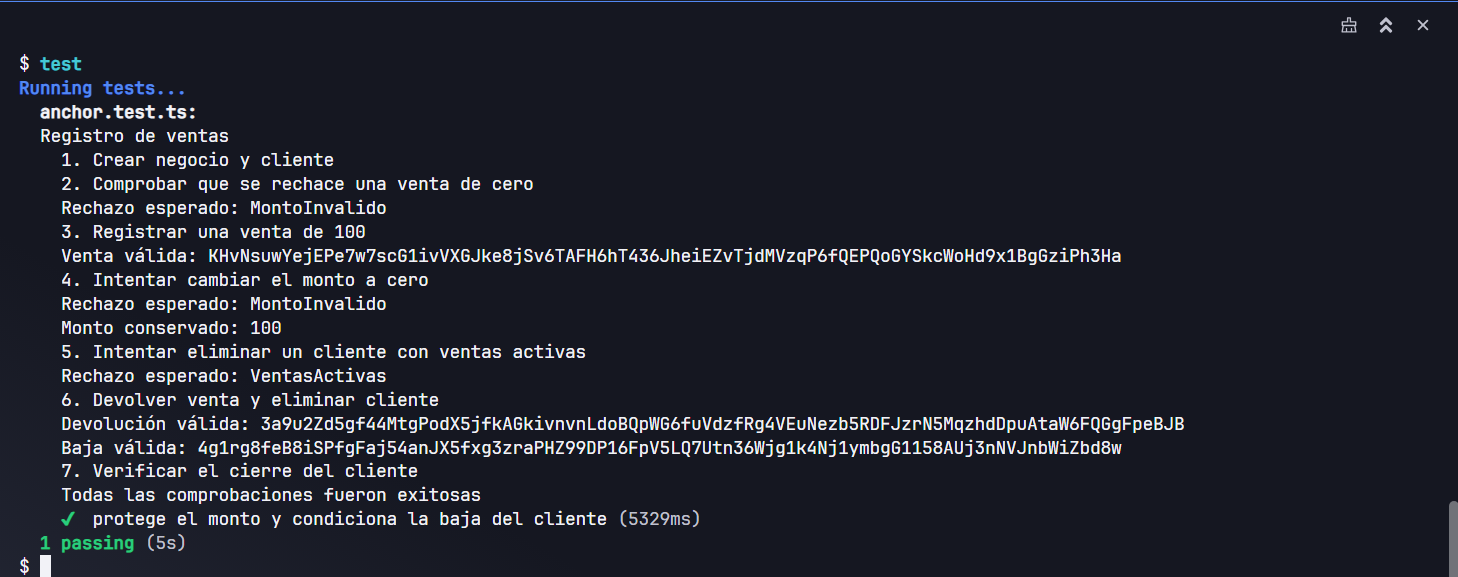 $ test
Running tests...
anchor.test.ts:
Registro de ventas
1. Crear negocio y cliente
2. Comprobar que se rechace una venta de cero
Rechazo esperado: MontoInvalido
3. Registrar una venta de 100
Venta válida: KHvNsuwYejEPe7w7scG1ivVXGJke8jSv6TAFH6hT436JheiEZvTjdMVzqP6fQEPQoGYSkcWoHd9x1BgGziPh3Ha
4. Intentar cambiar el monto a cero
Rechazo esperado: MontoInvalido
Monto conservado: 100
5. Intentar eliminar un cliente con ventas activas
Rechazo esperado: VentasActivas
6. Devolver venta y eliminar cliente
Devolución válida: 3a9u2Zd5gf44MtgPodX5jfkAGkivnvnLdoBQpWG6fuVdzfRg4VEuNezb5RDFJzrN5MqzhdDpuAtaW6FQGgFpeBJB
Baja válida: 4g1rg8feB8iSPfgFaj54anJX5fxg3zraPHZ99DP16FpV5LQ7Utn36Wjg1k4Nj1ymbgG1158AUj3nNVJnbWiZbd8w
7. Verificar el cierre del cliente
Todas las comprobaciones fueron exitosas
✓ protege el monto y condiciona la baja del cliente (5329ms)
1 passing (5s)
$